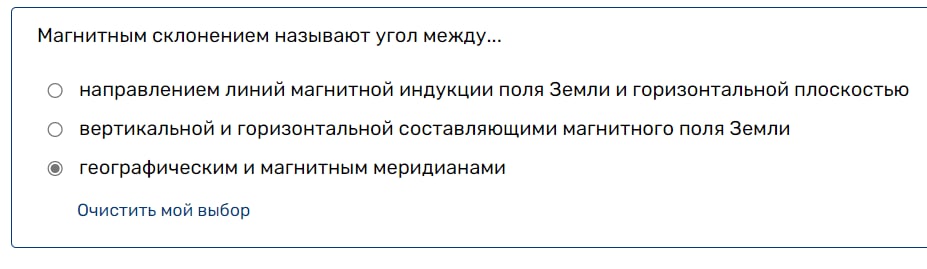 Магнитным склонением называют угол между...
направлением линий магнитной индукции поля Земли и горизонтальной плоскостью
вертикальной и горизонтальной составляющими магнитного поля Земли
географическим и магнитным меридианами
Очистить мой выбор